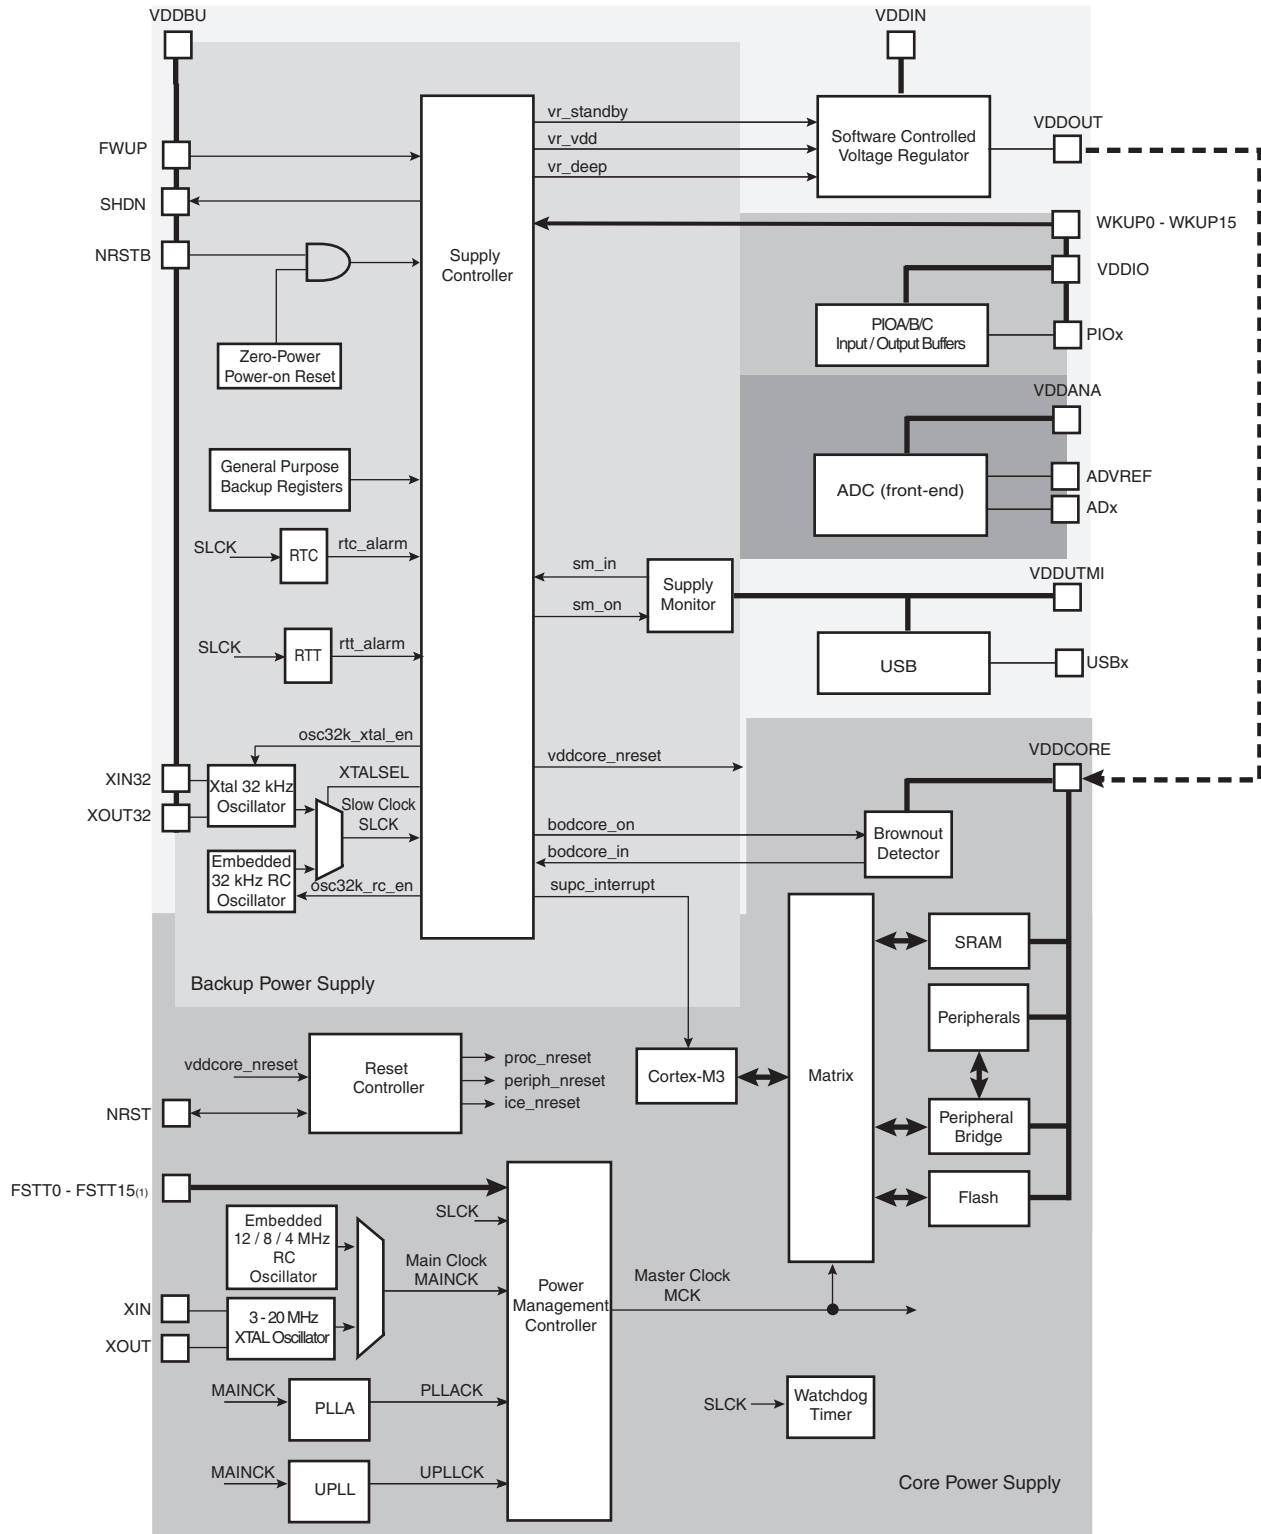 VDDBU
VDDIN
vr_standby
vr_vdd
vr_deep
Software Controlled
Voltage Regulator
VDDOUT
FWUP
SHDN
NRSTB
Supply
Controller
WKUP0 - WKUP15
VDDIO
PIOA/B/C
Input / Output Buffers
PIOx
Zero-Power
Power-on Reset
VDDANA
General Purpose
Backup Registers
ADC (front-end)
ADVREF
ADx
SLCK
RTC
rtc_alarm
sm_in
sm_on
Supply
Monitor
VDDUTMI
SLCK
RTT
rtt_alarm
USB
USBx
osc32k_xtal_en
vddcore_nreset
VDDCORE
XIN32
XOUT32
Xtal 32 kHz
Oscillator
XTALSEL
Slow Clock
SLCK
bodcore_on
bodcore_in
Brownout
Detector
Embedded
32 kHz RC
Oscillator
osc32k_rc_en
supc_interrupt
SRAM
Backup Power Supply
Peripherals
vddcore_nreset
Reset
Controller
proc_nreset
periph_nreset
ice_nreset
Cortex-M3
Matrix
NRST
Peripheral
Bridge
FSTT0 - FSTT15(1)
SLCK
Flash
Embedded
12 / 8 / 4 MHz
RC
Oscillator
Main Clock
MAINCK
Power
Management
Controller
Master Clock
MCK
XIN
XOUT
3 - 20 MHz
XTAL Oscillator
MAINCK
PLLA
PLLACK
SLCK
Watchdog
Timer
MAINCK
UPLL
UPLLCK
Core Power Supply